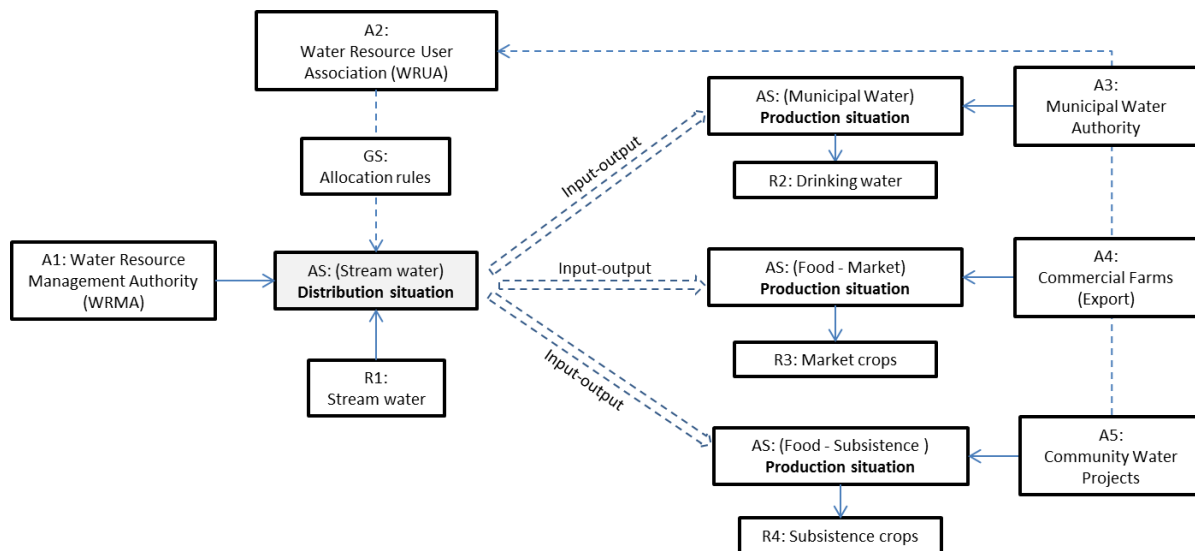 A2:
Water Resource User
Association (WRUA)
GS:
Allocation rules
A1: Water Resource
Management Authority
(WRMA)
AS: (Stream water)
Distribution situation
R1:
Stream water
Input-output
Input-output
Input-output
AS: (Municipal Water)
Production situation
R2: Drinking water
AS: (Food - Market)
Production situation
R3: Market crops
AS: (Food - Subsistence )
Production situation
R4: Subsistence crops
A3:
Municipal Water
Authority
A4:
Commercial Farms
(Export)
A5:
Community Water
Projects